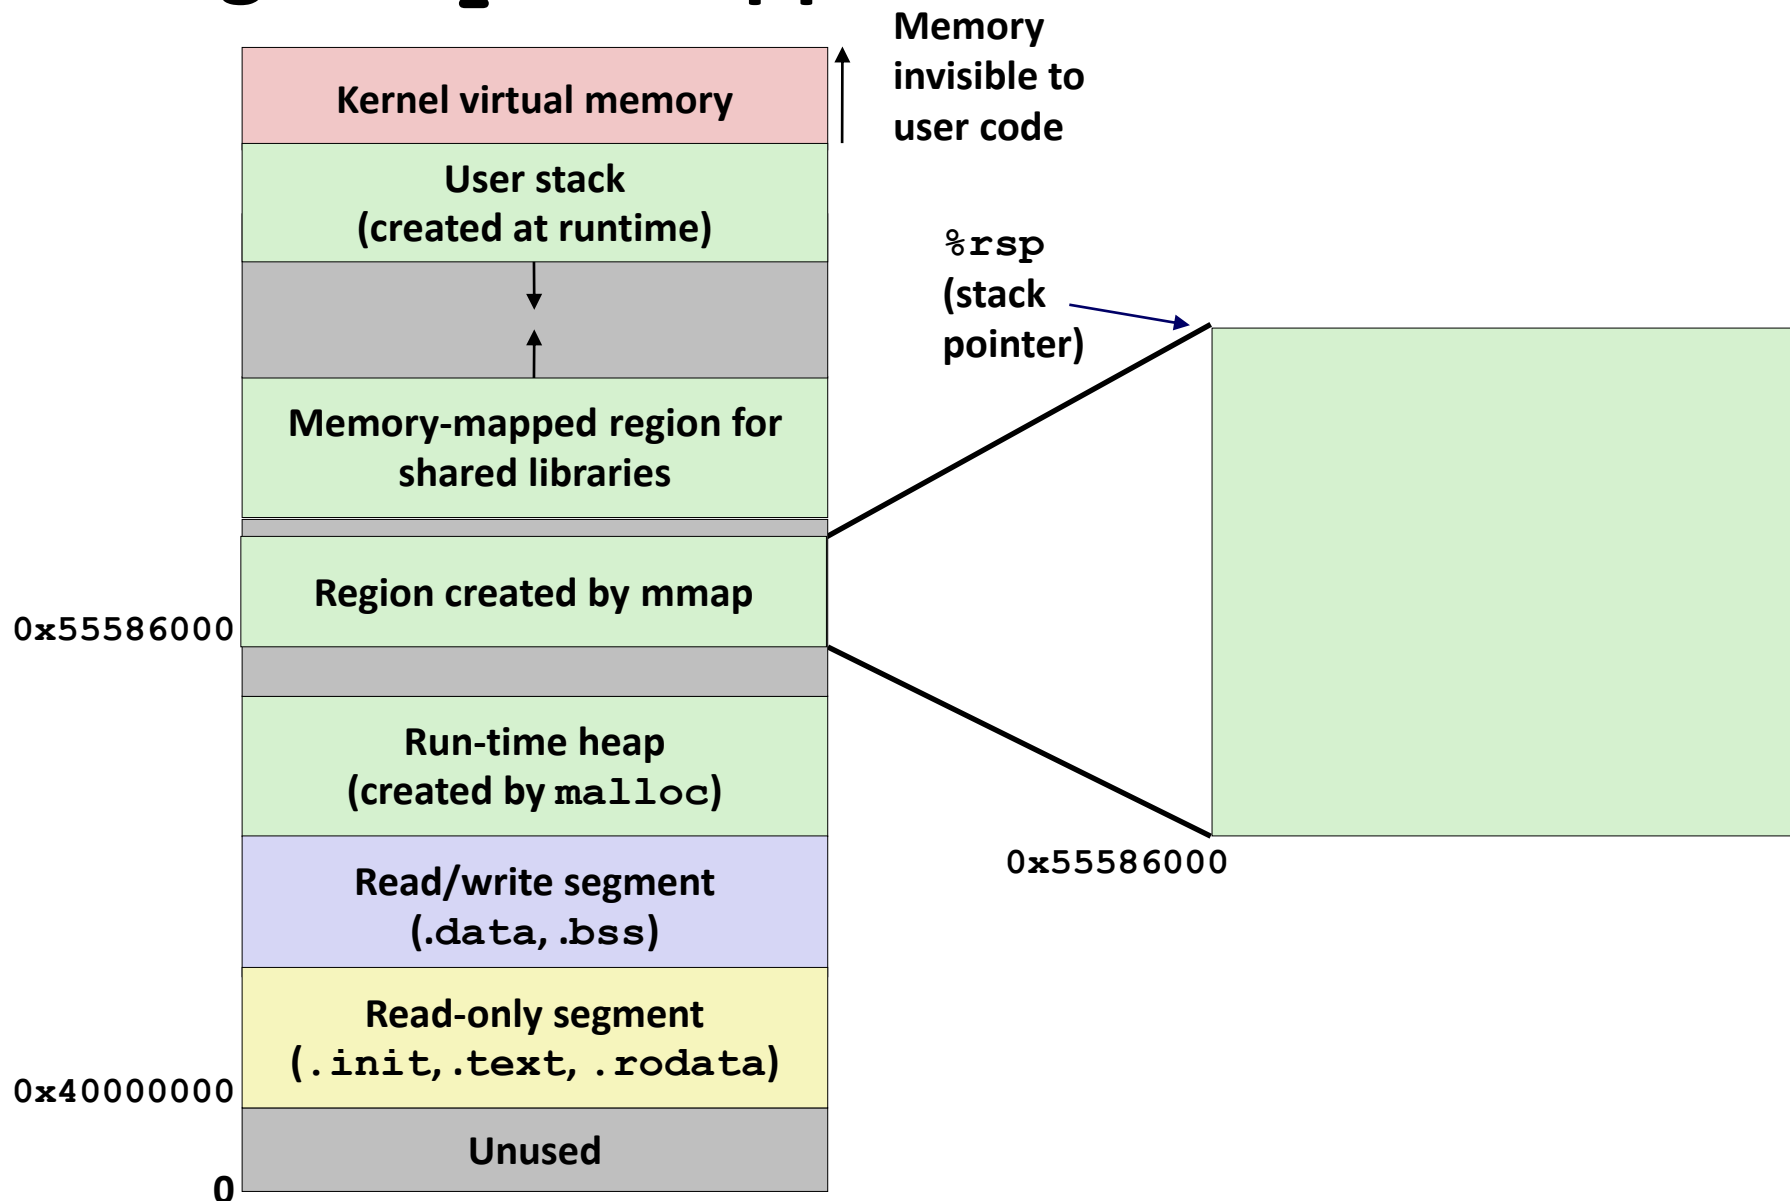 Memory
invisible to
user code
Kernel virtual memory
User stack
(created at runtime)
%rsp
(stack
pointer)
Memory-mapped region for
shared libraries
Region created by mmap
0x55586000
Run-time heap
(created by malloc)
0x55586000
Read/write segment
(.data, .bss)
Read-only segment
(.init, .text, .rodata)
0x40000000
Unused
0